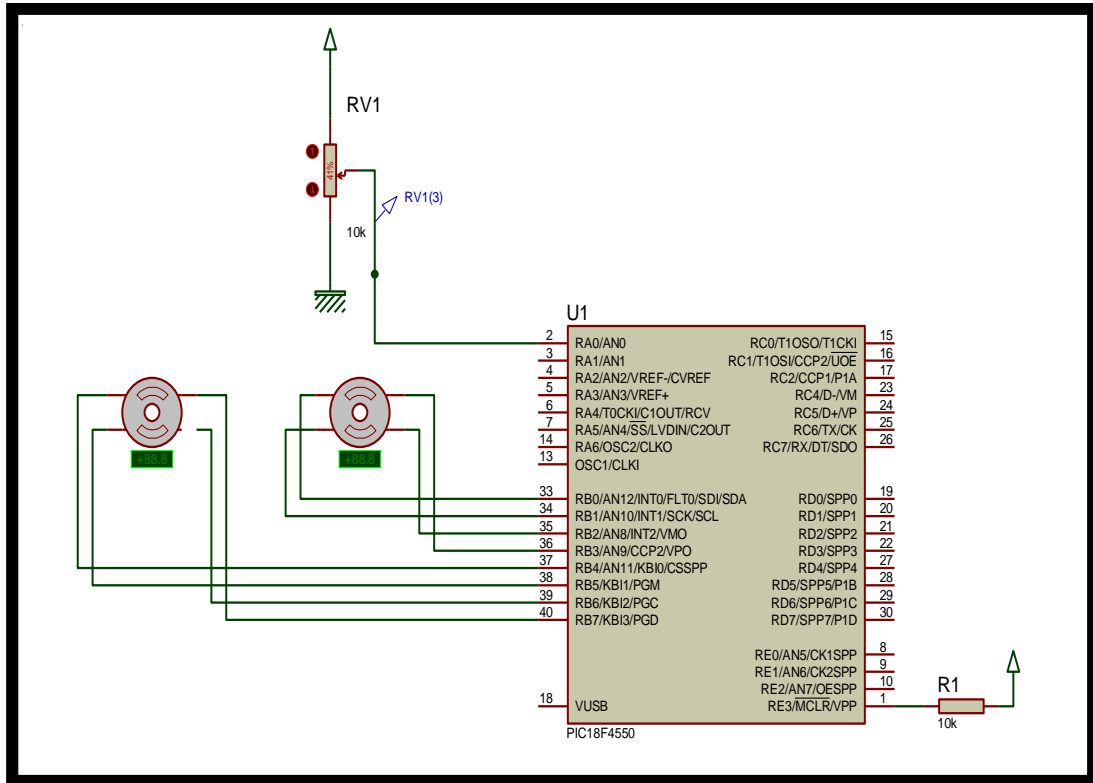 RV1
41%
RV1(3)
10k
U1
2 RA0/AN0 RC0/T1OSO/T1CKI 15
3 RA1/AN1 RC1/T1OSI/CCP2/UOE 16
4 RA2/AN2/VREF-/CVREF RC2/CCP1/P1A 17
5 RA3/AN3/VREF+ RC4/D-/VM 23
6 RA4/T0CKI/C1OUT/RCV RC5/D+/VP 24
7 RA5/AN4/SS/LVDIN/C2OUT RC6/TX/CK 25
14 RA6/OSC2/CLKO RC7/RX/DT/SDO 26
13 OSC1/CLKI
+88.8 +88.8
33 RB0/AN12/INT0/FLT0/SDI/SDA RD0/SPP0 19
34 RB1/AN10/INT1/SCK/SCL RD1/SPP1 20
35 RB2/AN8/INT2/VMO RD2/SPP2 21
36 RB3/AN9/CCP2/VPO RD3/SPP3 22
37 RB4/AN11/KBI0/CSSPP RD4/SPP4 27
38 RB5/KBI1/PGM RD5/SPP5/P1B 28
39 RB6/KBI2/PGC RD6/SPP6/P1C 29
40 RB7/KBI3/PGD RD7/SPP7/P1D 30
RE0/AN5/CK1SPP 8
RE1/AN6/CK2SPP 9
RE2/AN7/OESPP 10
18 VUSB RE3/MCLR/VPP 1
R1
10k
PIC18F4550